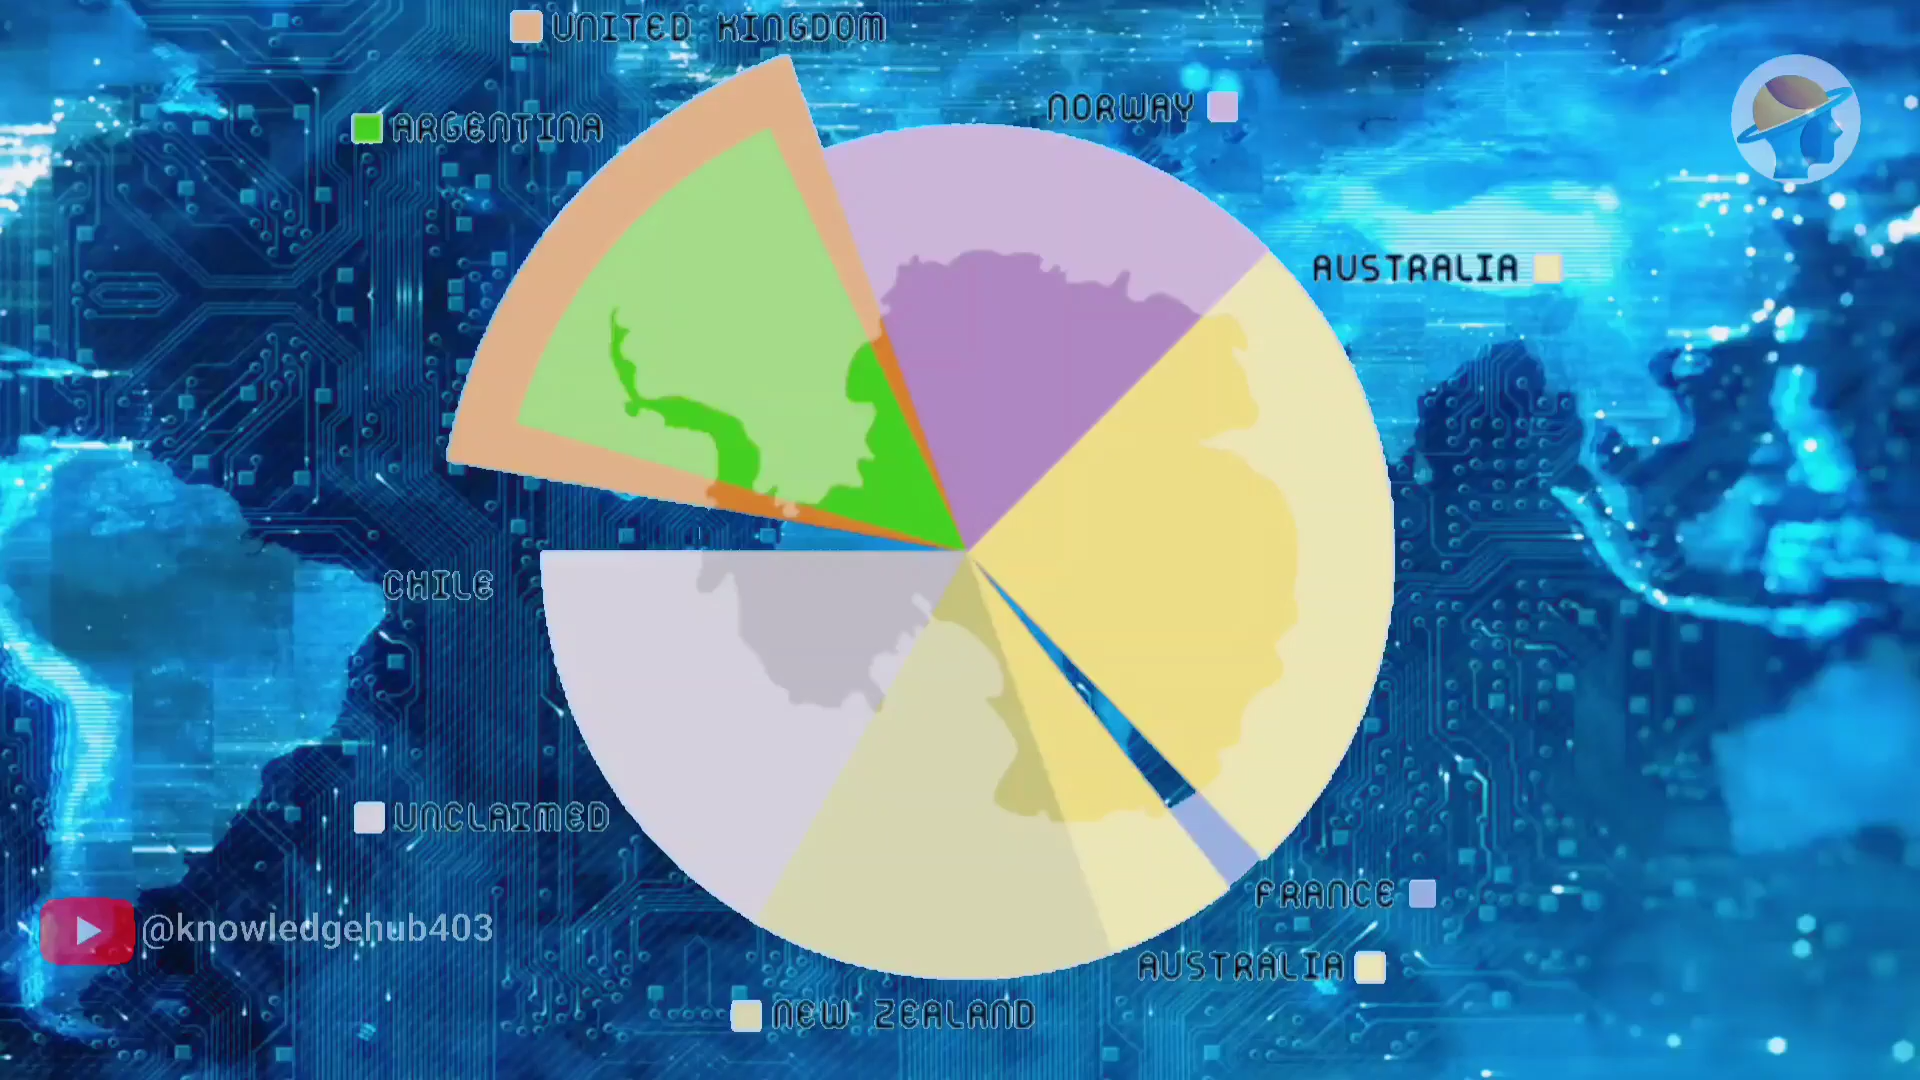 UNITED KINGDOM
NORWAY
ARGENTINA
AUSTRALIA
CHILE
UNCLAIMED
FRANCE
@knowledgehub403
AUSTRALIA
NEW ZEALAND